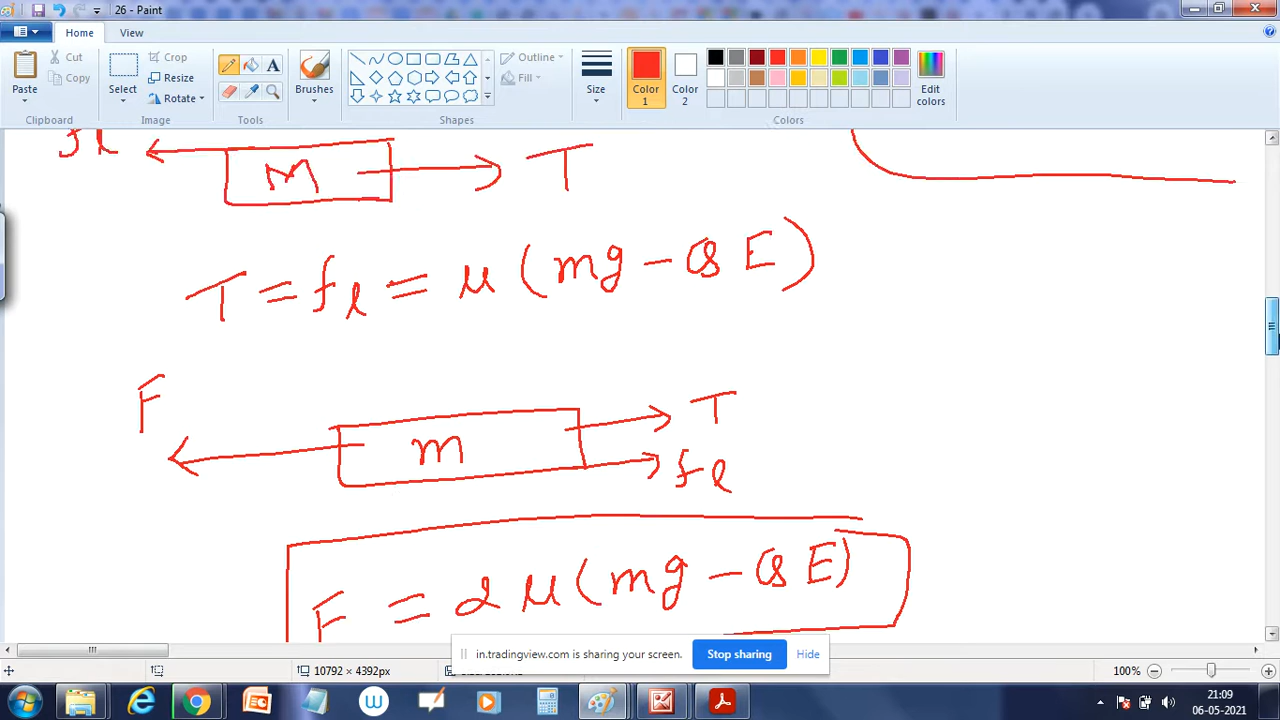 26 - Paint
Home View
Paste Cut Copy Select Crop Resize Rotate Brushes Outline Fill Size Color 1 Color 2 Edit colors
Clipboard Image Tools Shapes Colors
fl M T
T = fl = μ (mg - QE)
F m T
fl
F = 2 μ (mg - QE)
in.tradingview.com is sharing your screen. Stop sharing Hide
10792 × 4392px 100%
21:09
06-05-2021